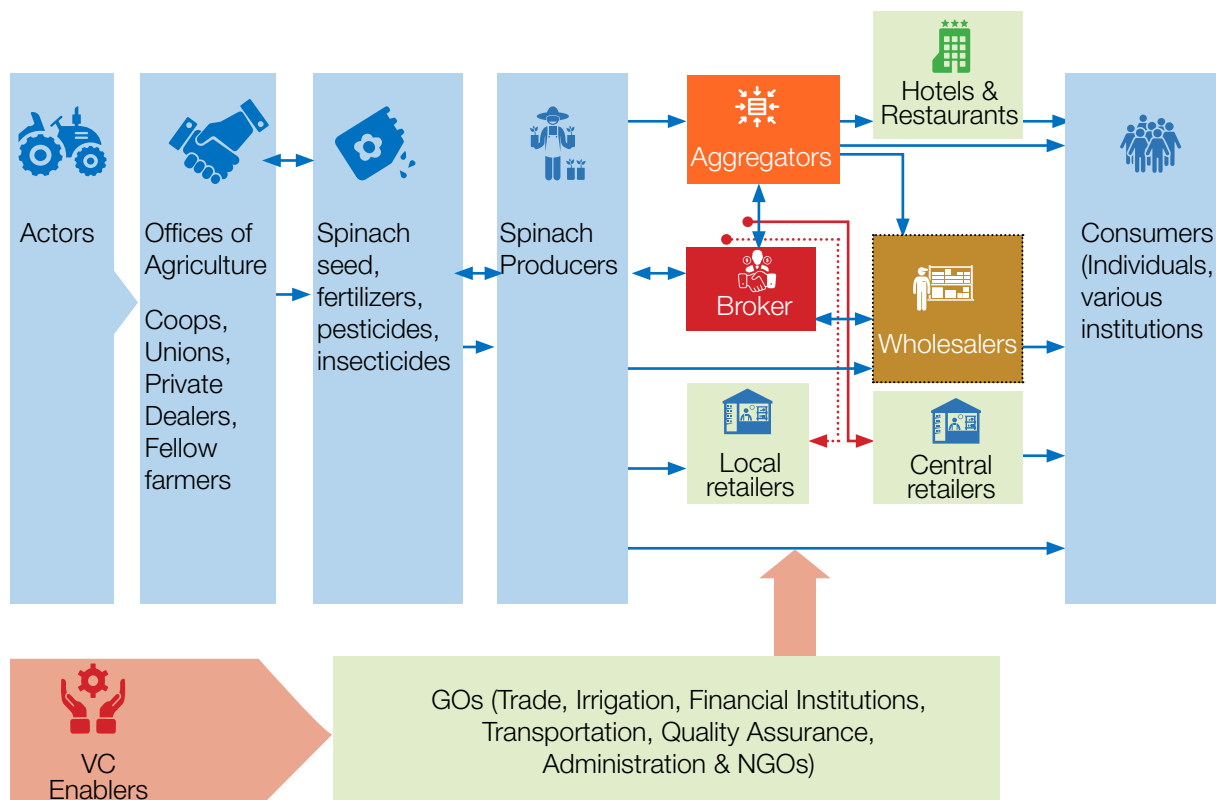 Actors
Offices of
Agriculture
Coops,
Unions,
Private
Dealers,
Fellow
farmers
Spinach
seed,
fertilizers,
pesticides,
insecticides
Spinach
Producers
Aggregators
Broker
Local
retailers
Hotels &
Restaurants
Wholesalers
Central
retailers
Consumers
(Individuals,
various
institutions
VC
Enablers
GOs (Trade, Irrigation, Financial Institutions,
Transportation, Quality Assurance,
Administration & NGOs)